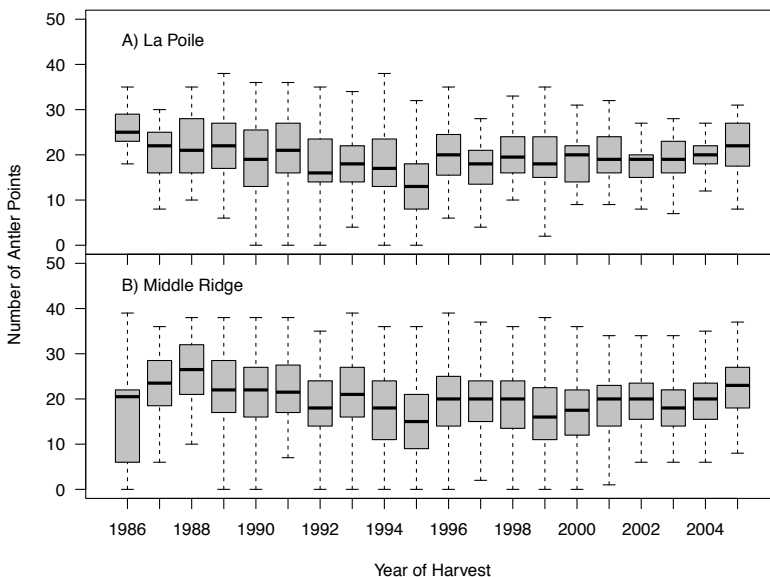 50
A) La Poile
40
30
20
10
0
50
B) Middle Ridge
40
30
20
10
0
Number of Antler Points
1986 1988 1990 1992 1994 1996 1998 2000 2002 2004
Year of Harvest